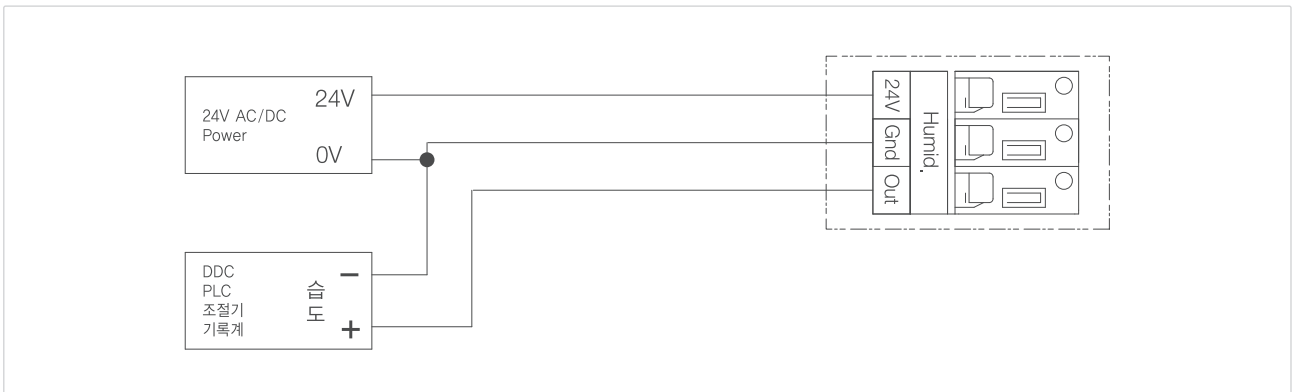 24V AC/DC
Power
24V
0V
DDC
PLC
조절기
기록계
습
도
−
+
24V
Gnd
Out
Humid.